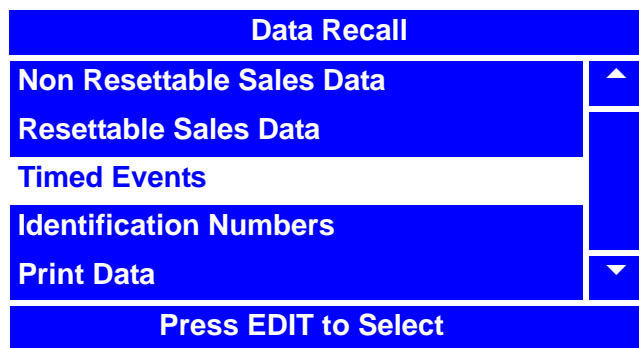 Data Recall
Non Resettable Sales Data
Resettable Sales Data
Timed Events
Identification Numbers
Print Data
Press EDIT to Select